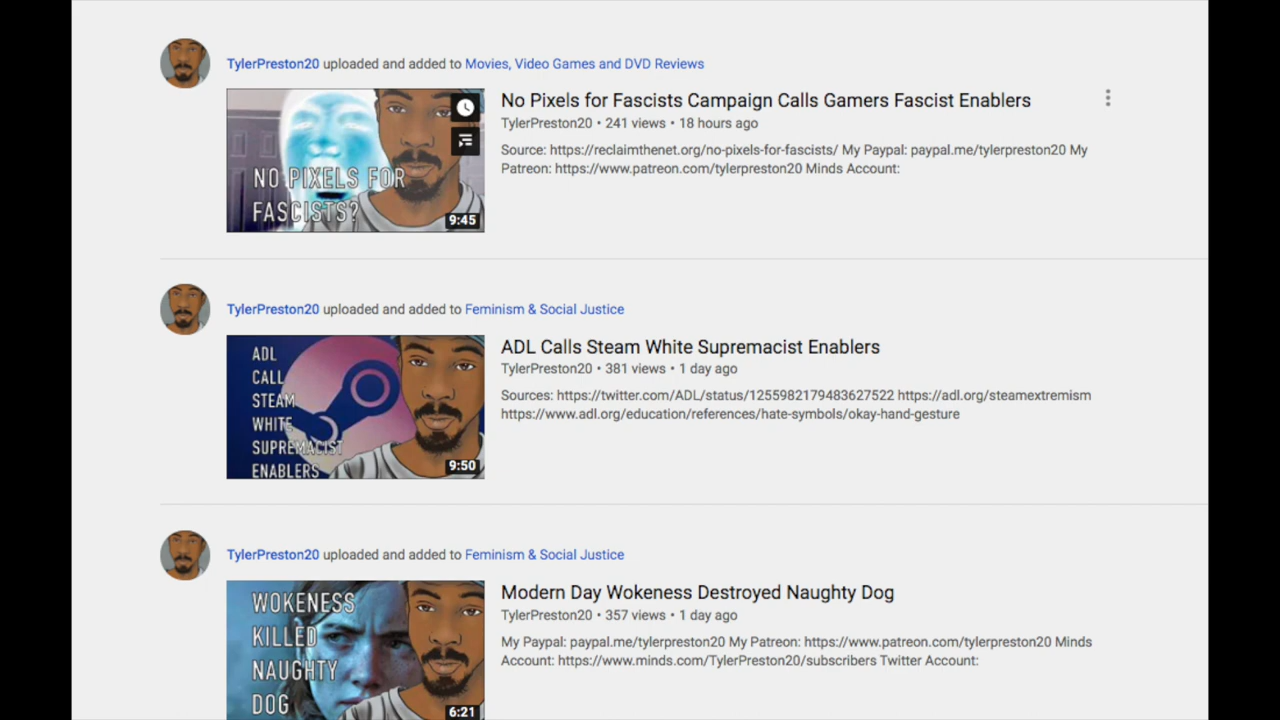 TylerPreston20 uploaded and added to Movies, Video Games and DVD Reviews
NO PIXELS FOR
FASCISTS?
9:45
No Pixels for Fascists Campaign Calls Gamers Fascist Enablers
TylerPreston20 • 241 views • 18 hours ago
Source: https://reclaimthenet.org/no-pixels-for-fascists/ My Paypal: paypal.me/tylerpreston20 My
Patreon: https://www.patreon.com/tylerpreston20 Minds Account:
TylerPreston20 uploaded and added to Feminism & Social Justice
ADL
CALL
STEAM
WHITE
SUPREMACIST
ENABLERS
9:50
ADL Calls Steam White Supremacist Enablers
TylerPreston20 • 381 views • 1 day ago
Sources: https://twitter.com/ADL/status/1255982179483627522 https://adl.org/steamextremism
https://www.adl.org/education/references/hate-symbols/okay-hand-gesture
TylerPreston20 uploaded and added to Feminism & Social Justice
WOKENESS
KILLED
NAUGHTY
DOG
6:21
Modern Day Wokeness Destroyed Naughty Dog
TylerPreston20 • 357 views • 1 day ago
My Paypal: paypal.me/tylerpreston20 My Patreon: https://www.patreon.com/tylerpreston20 Minds
Account: https://www.minds.com/TylerPreston20/subscribers Twitter Account: